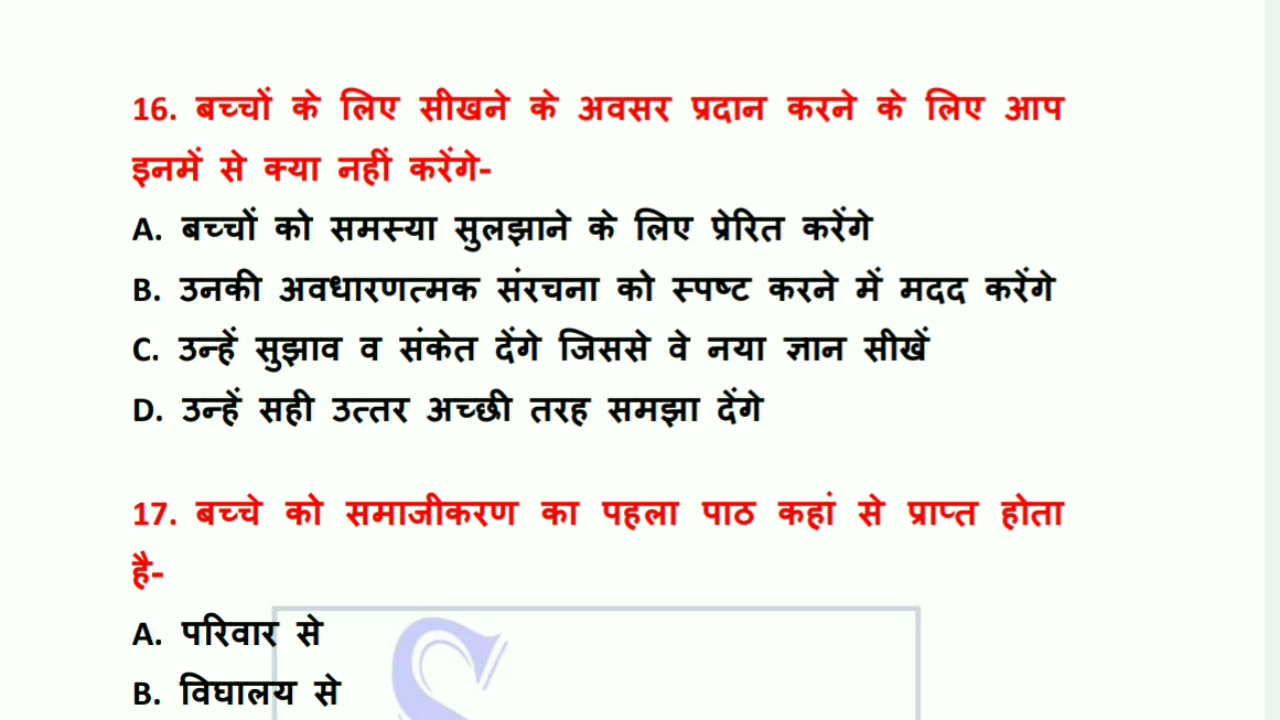 16. बच्चों के लिए सीखने के अवसर प्रदान करने के लिए आप
इनमें से क्या नहीं करेंगे-
A. बच्चों को समस्या सुलझाने के लिए प्रेरित करेंगे
B. उनकी अवधारणत्मक संरचना को स्पष्ट करने में मदद करेंगे
C. उन्हें सुझाव व संकेत देंगे जिससे वे नया ज्ञान सीखें
D. उन्हें सही उत्तर अच्छी तरह समझा देंगे
17. बच्चे को समाजीकरण का पहला पाठ कहां से प्राप्त होता
है-
A. परिवार से
B. विघालय से